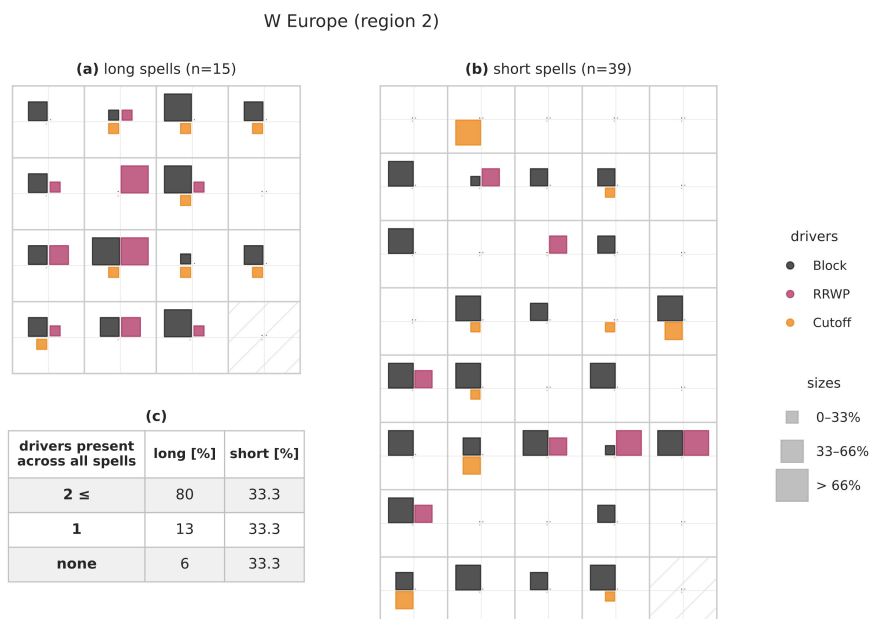 W Europe (region 2)
(a) long spells (n=15)
(b) short spells (n=39)
drivers
Block
RRWP
Cutoff
sizes
0–33%
33–66%
> 66%
(c)
drivers present across all spells | long [%] | short [%]
2 ≤ | 80 | 33.3
1 | 13 | 33.3
none | 6 | 33.3